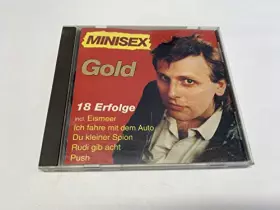 MINISEX
Gold
18 Erfolge
incl. Eismeer
Ich fahre mit dem Auto
Du kleiner Spion
Rudi gib acht
Push